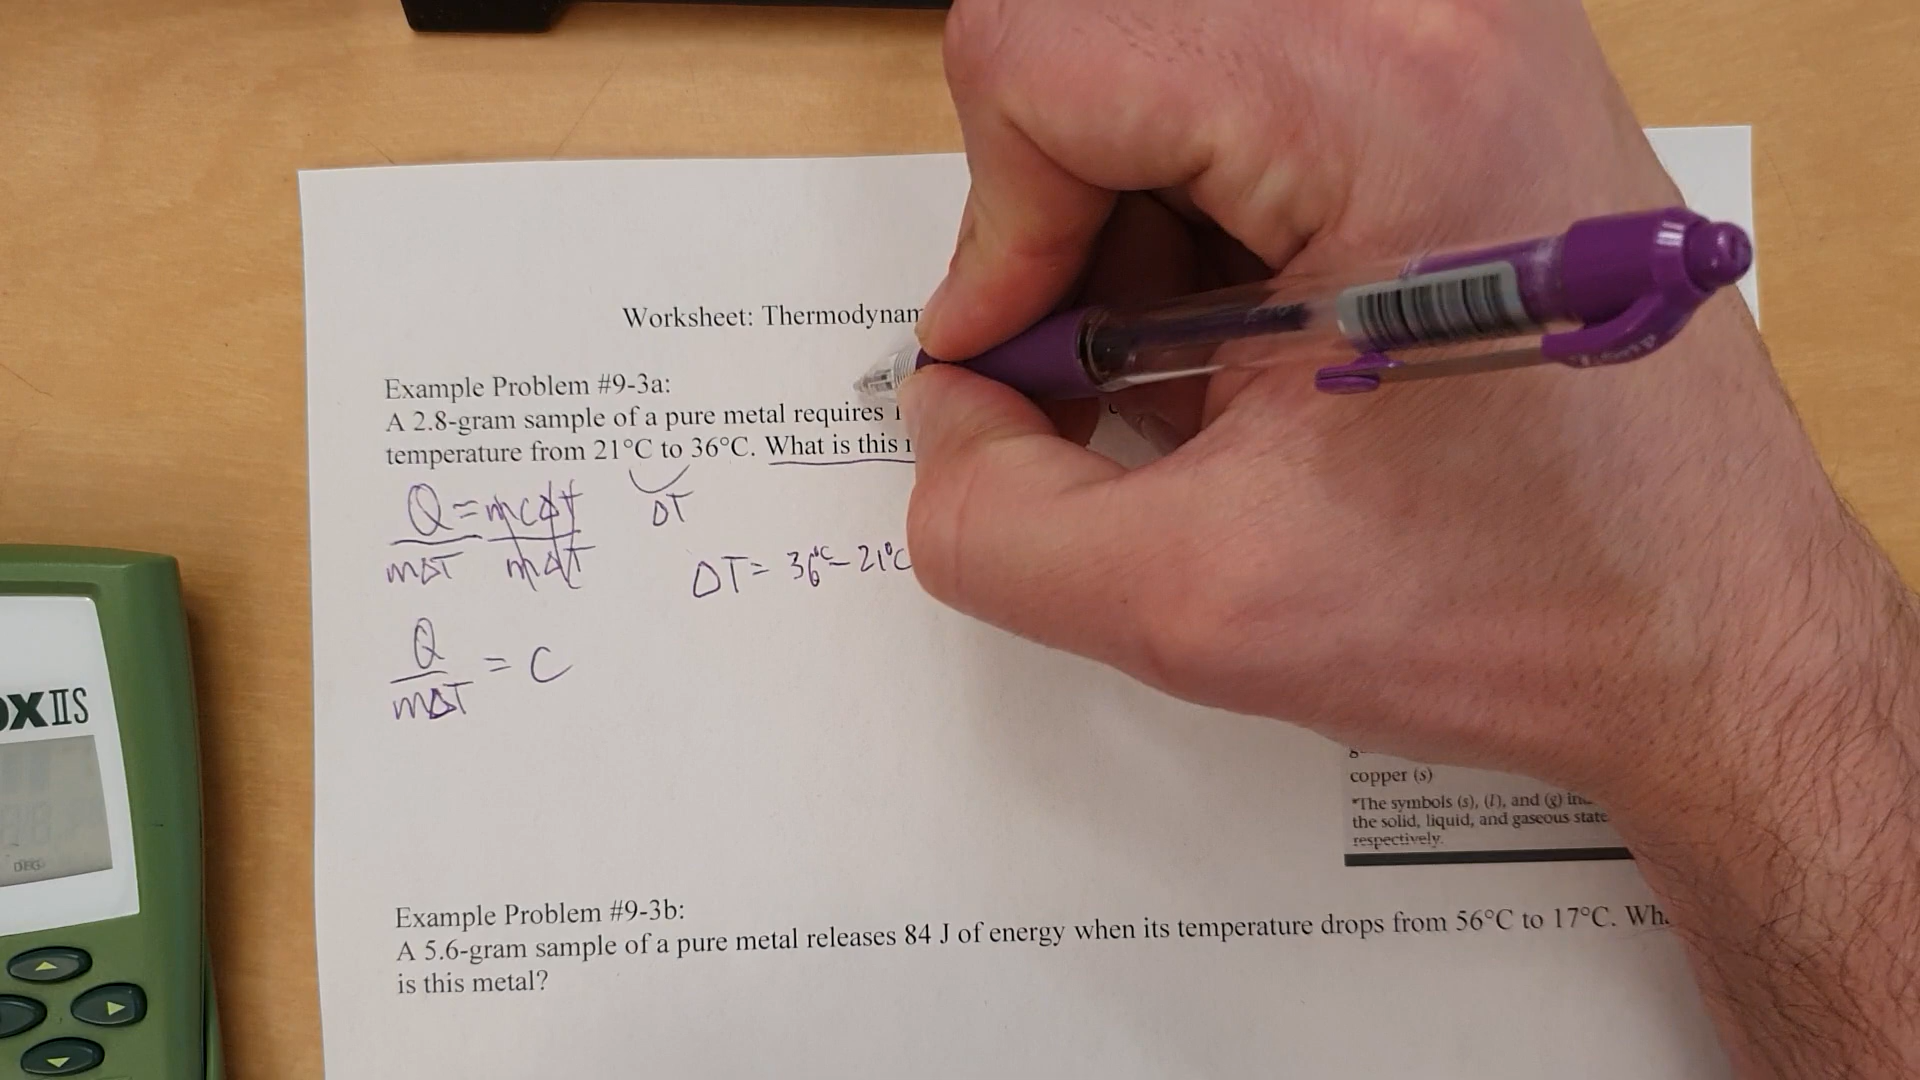 Worksheet: Thermodynam
Example Problem #9-3a:
A 2.8-gram sample of a pure metal requires
temperature from 21°C to 36°C. What is this
Q = mcΔT
mΔT mΔT
ΔT
ΔT = 36°C - 21°C
Q
mΔT
= C
XIIS
DEG
copper (s)
*The symbols (s), (l), and (g)
the solid, liquid, and gaseous state
respectively.
Example Problem #9-3b:
A 5.6-gram sample of a pure metal releases 84 J of energy when its temperature drops from 56°C to 17°C.
is this metal?